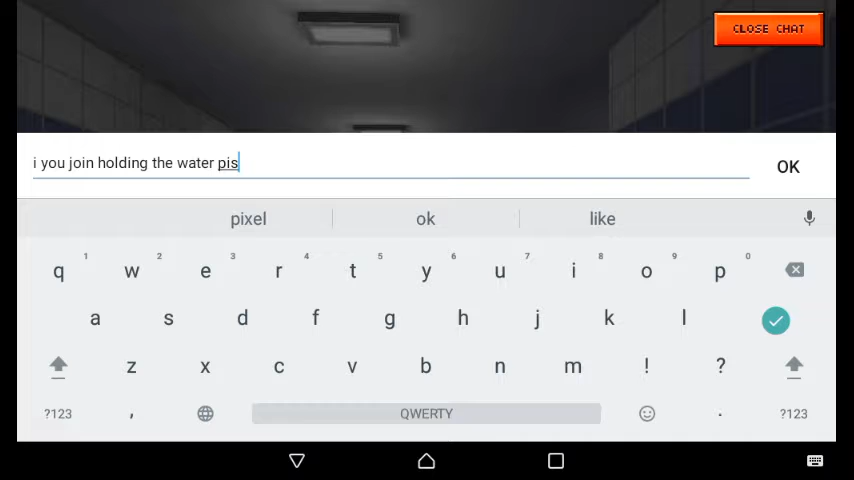 CLOSE CHAT
i you join holding the water pis
OK
pixel ok like
1 2 3 4 5 6 7 8 9 0
q w e r t y u i o p
a s d f g h j k l
z x c v b n m ! ?
?123 , QWERTY . ?123